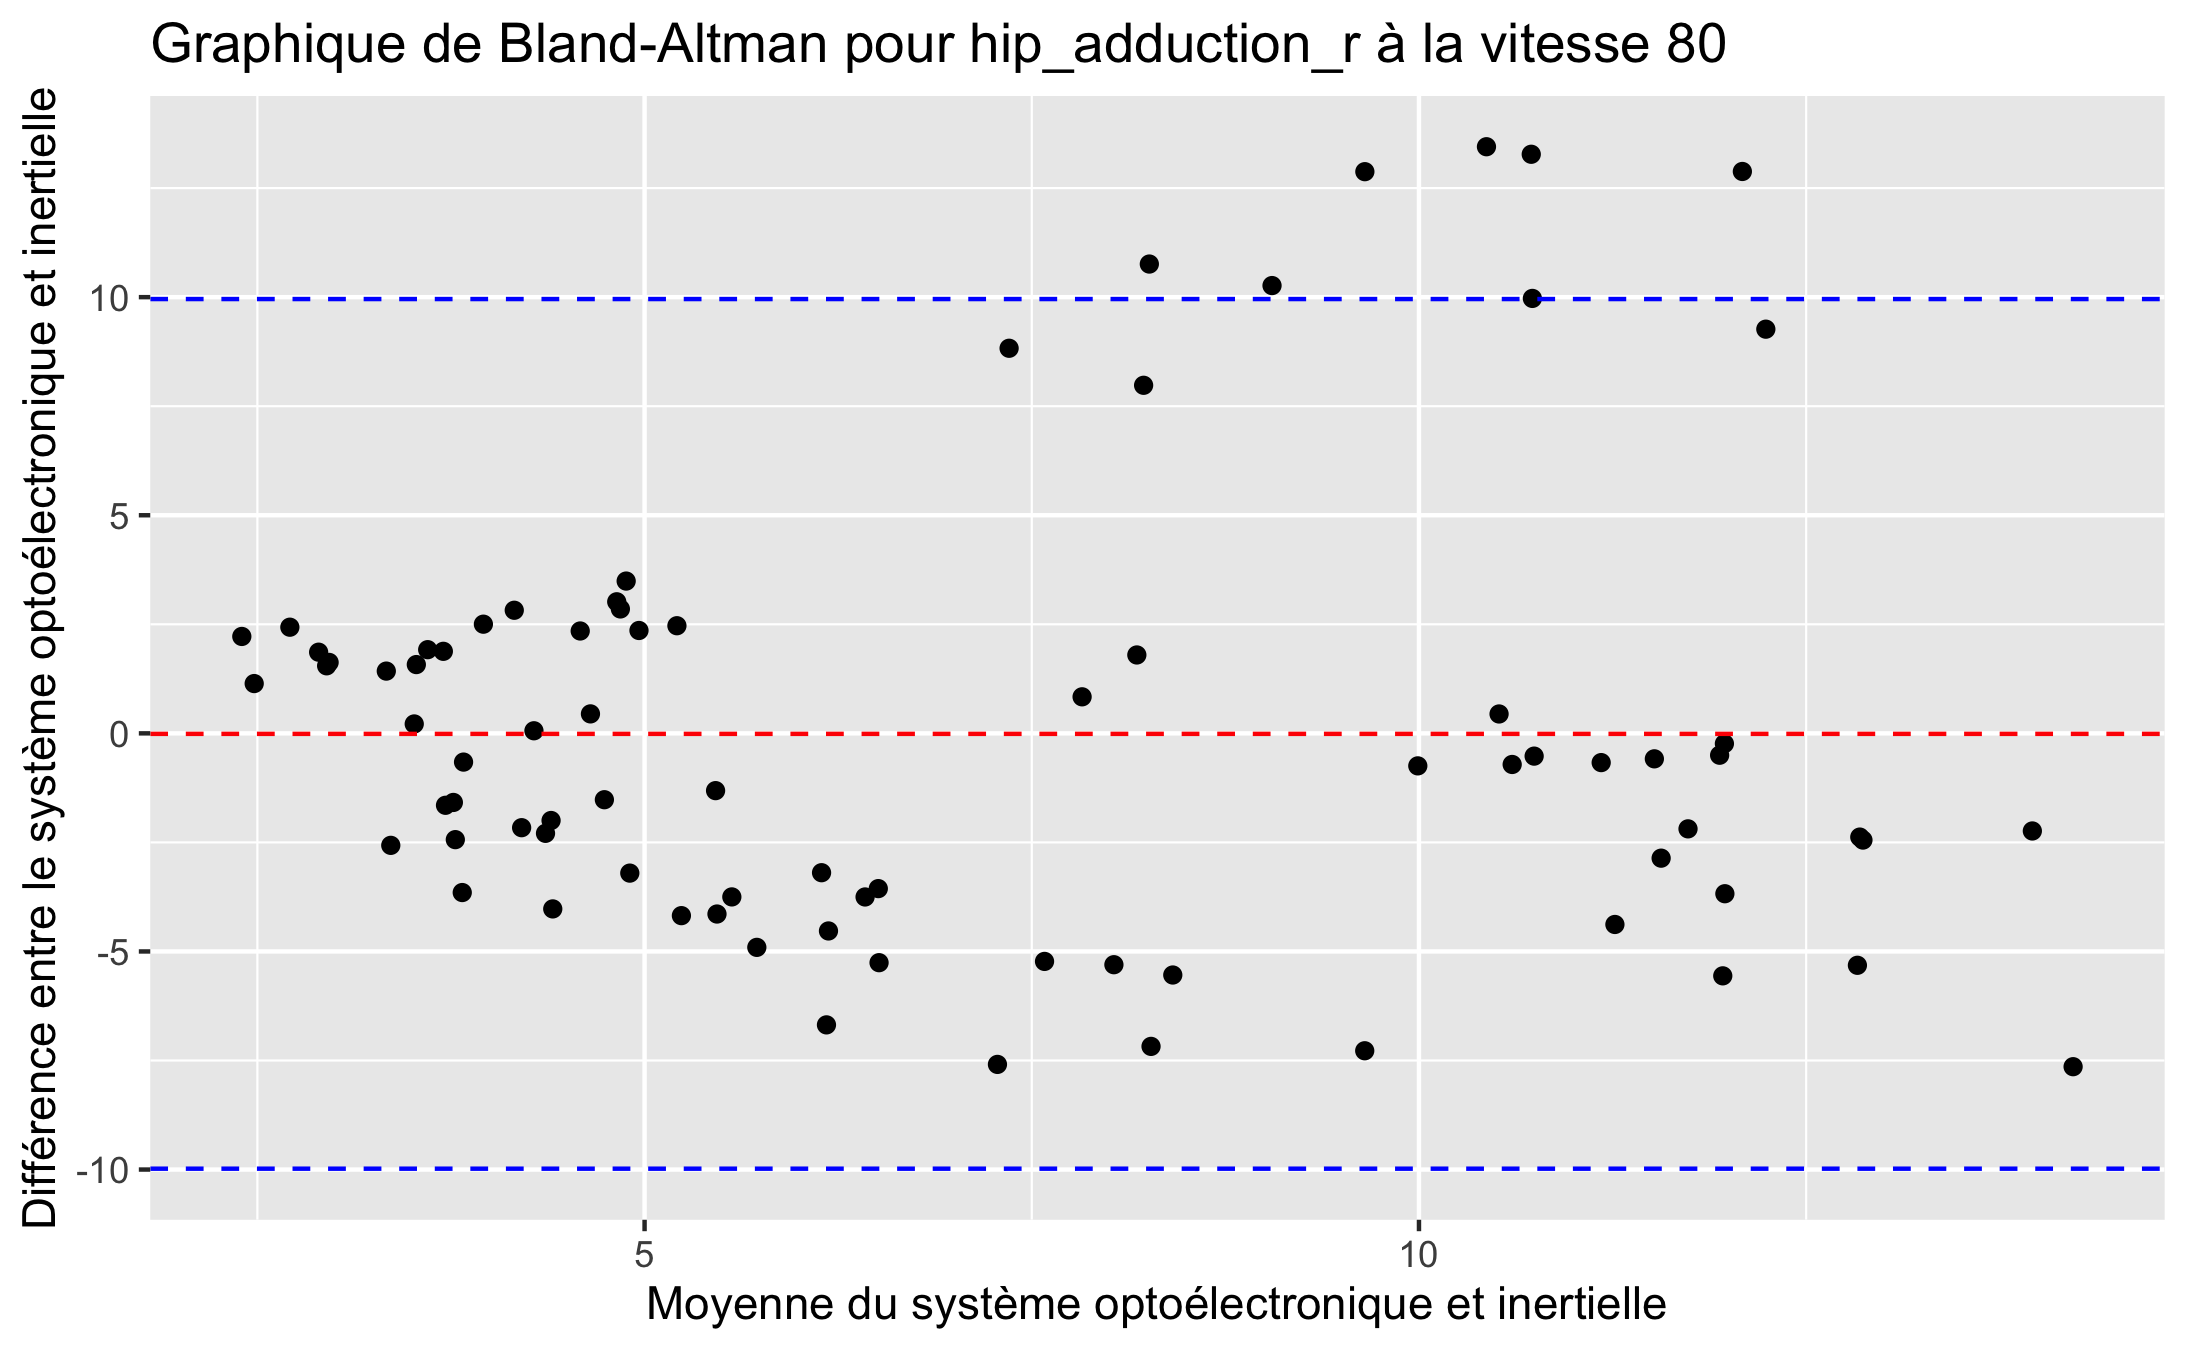 Graphique de Bland-Altman pour hip_adduction_r à la vitesse 80
Différence entre le système optoélectronique et inertielle
10
5
0
-5
-10
5
10
Moyenne du système optoélectronique et inertielle